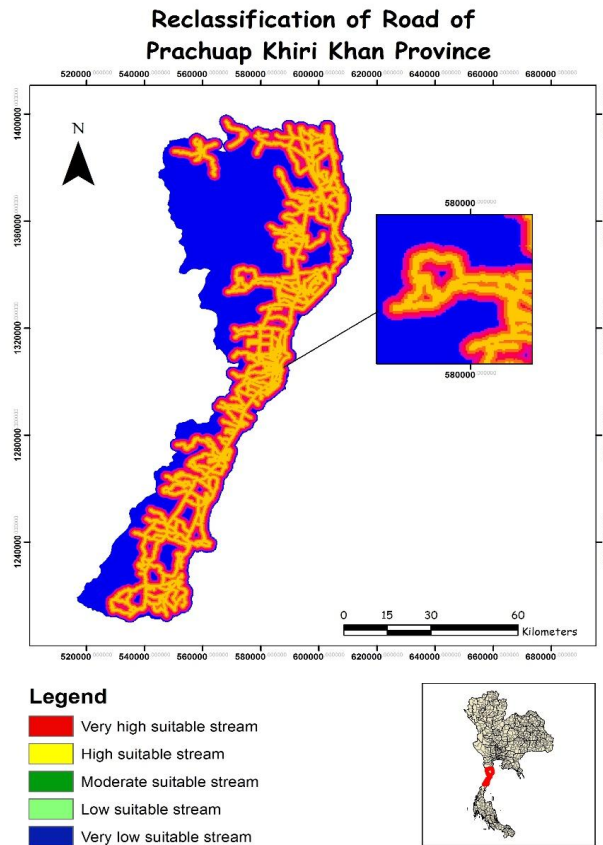 Reclassification of Road of
Prachuap Khiri Khan Province
520000 540000 560000 580000 600000 620000 640000 660000 680000
1400000
N
580000
1360000
1320000
580000
1280000
1240000
0 15 30 60
Kilometers
520000 540000 560000 580000 600000 620000 640000 660000 680000
Legend
Very high suitable stream
High suitable stream
Moderate suitable stream
Low suitable stream
Very low suitable stream